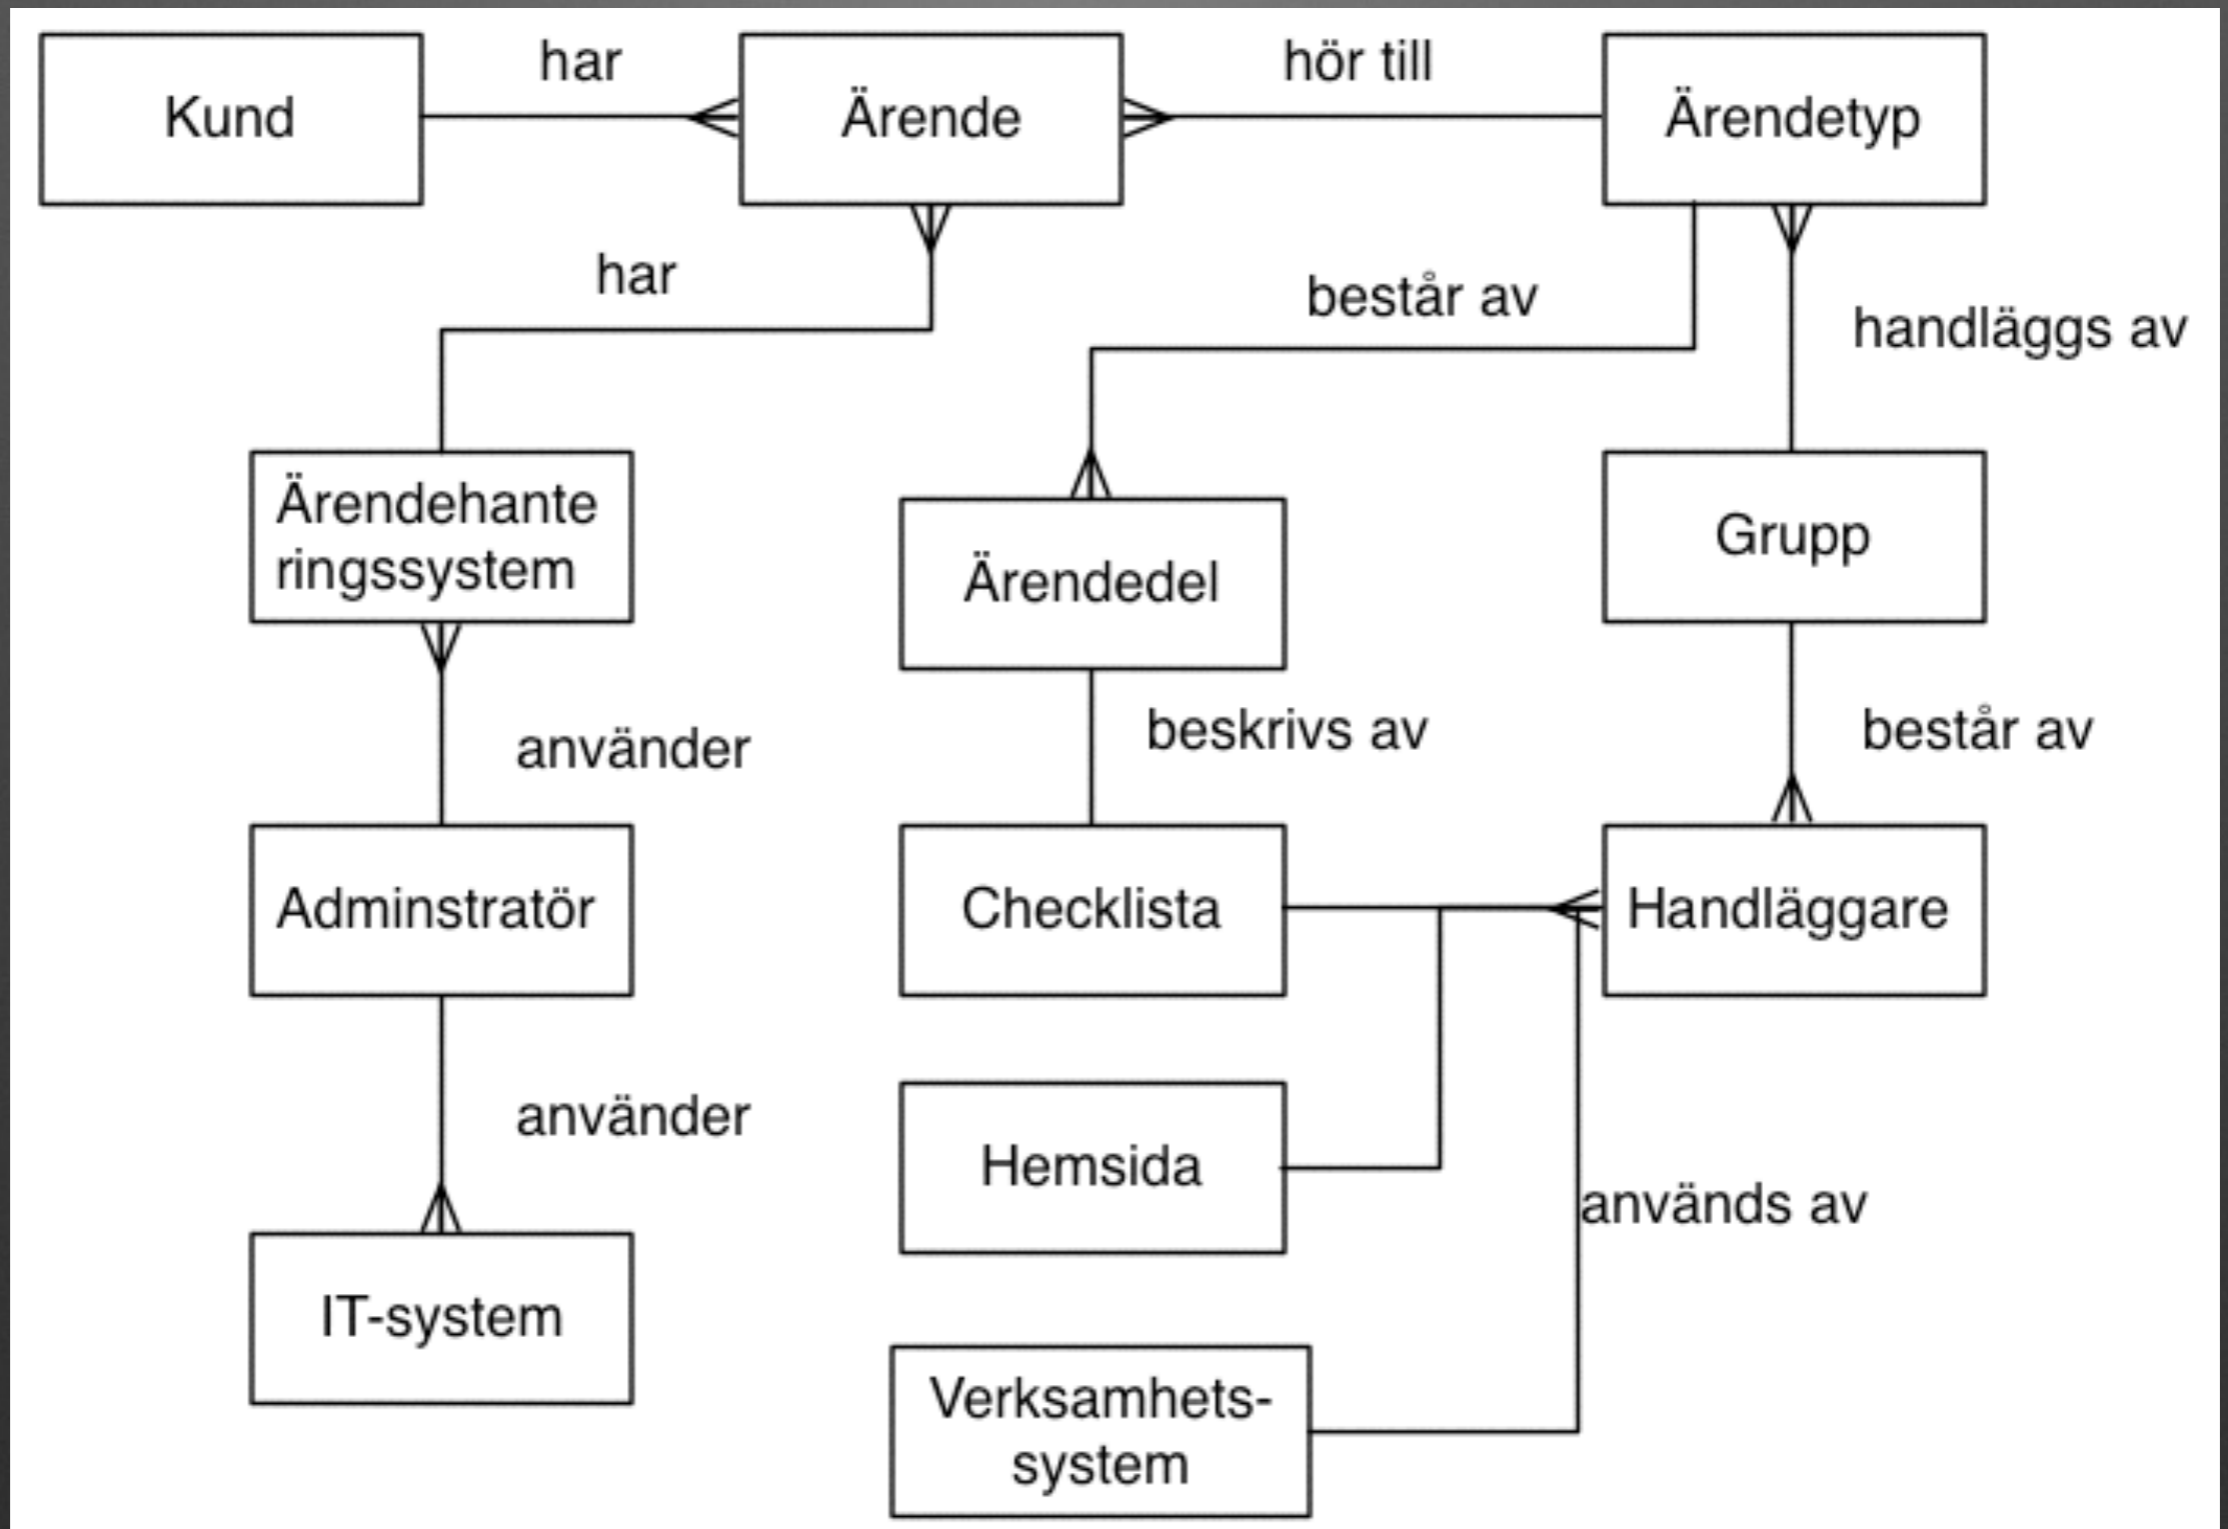 Kund
har
Ärende
hör till
Ärendetyp
har
består av
handläggs av
Ärendehante
ringssystem
Ärendedel
Grupp
använder
beskrivs av
består av
Adminstratör
Checklista
Handläggare
använder
Hemsida
används av
IT-system
Verksamhets-
system